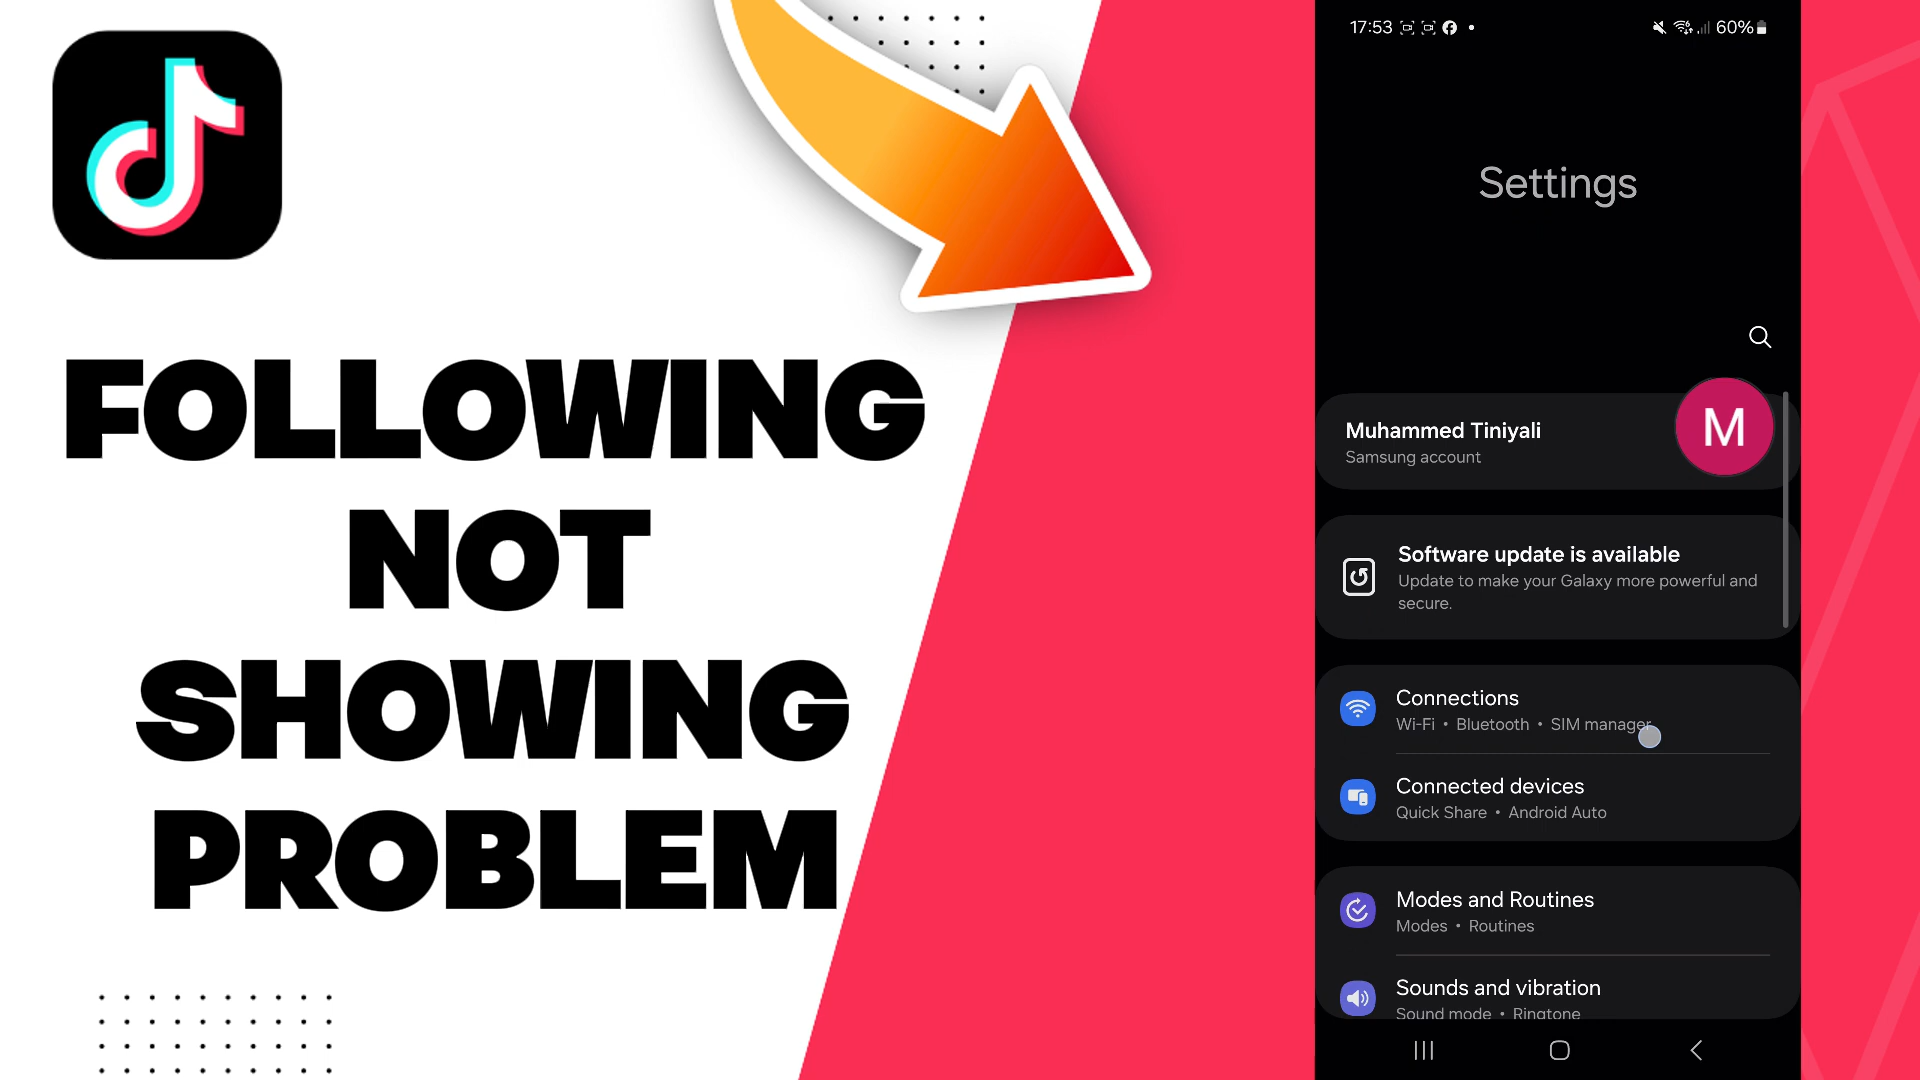 FOLLOWING
NOT
SHOWING
PROBLEM
17:53
60%
Settings
Muhammed Tiniyali
Samsung account
M
Software update is available
Update to make your Galaxy more powerful and
secure.
Connections
Wi-Fi • Bluetooth • SIM manager
Connected devices
Quick Share • Android Auto
Modes and Routines
Modes • Routines
Sounds and vibration
Sound mode • Ringtone